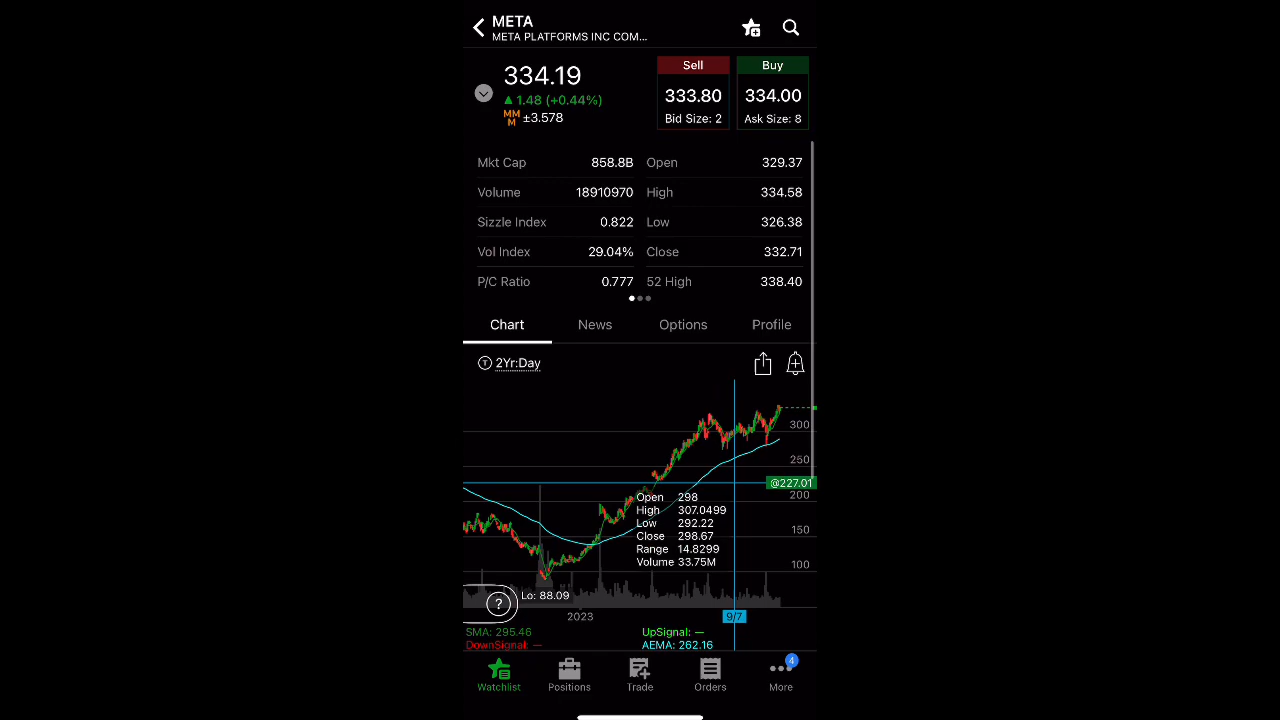 META
META PLATFORMS INC COM...
334.19
1.48 (+0.44%)
MM
M
±3.578
Sell
333.80
Bid Size: 2
Buy
334.00
Ask Size: 8
Mkt Cap 858.8B Open 329.37
Volume 18910970 High 334.58
Sizzle Index 0.822 Low 326.38
Vol Index 29.04% Close 332.71
P/C Ratio 0.777 52 High 338.40
Chart News Options Profile
T 2Yr:Day
300
250
@227.01
200
150
100
Open 298
High 307.0499
Low 292.22
Close 298.67
Range 14.8299
Volume 33.75M
? Lo: 88.09
2023 9/7
SMA: 295.46 UpSignal: —
DownSignal: — AEMA: 262.16
4
Watchlist Positions Trade Orders More